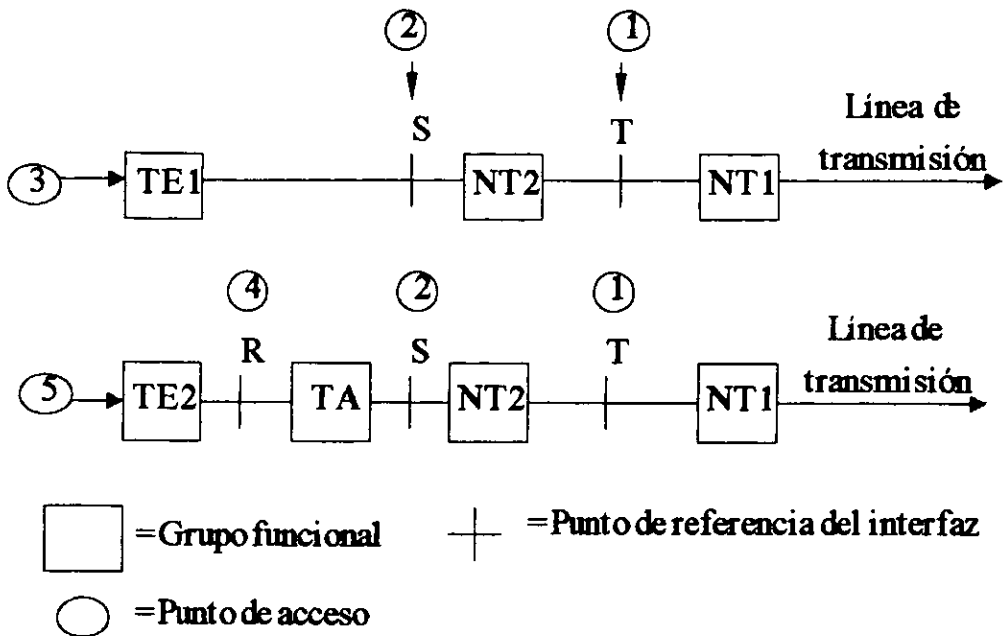 2 1
S T Línea de
transmisión
3 TE1 NT2 NT1
4 2 1
R S T Línea de
transmisión
5 TE2 TA NT2 NT1
=Grupo funcional =Punto de referencia del interfaz
=Punto de acceso